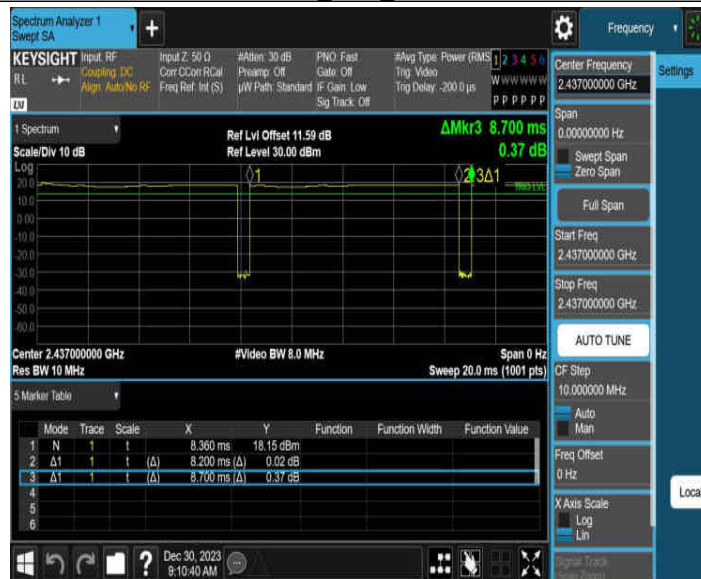 Spectrum Analyzer 1
Swept SA
+
Frequency
KEYSIGHT
RL
LXI
Input: RF
Coupling: DC
Align: Auto/No RF
Input Z: 50 Ω
Corr CCorr RCal
Freq Ref: Int (S)
#Atten: 30 dB
Preamp: Off
µW Path: Standard
PNO: Fast
Gate: Off
IF Gain: Low
Sig Track: Off
#Avg Type: Power (RMS
Trig: Video
Trig Delay: -200.0 µs
1 2 3 4 5 6
W W W W W W
P P P P P P
1 Spectrum
Scale/Div 10 dB
Log
Ref Lvl Offset 11.59 dB
Ref Level 30.00 dBm
ΔMkr3 8.700 ms
0.37 dB
20.0
10.0
0.00
-10.0
-20.0
-30.0
-40.0
-50.0
-60.0
1
2 3Δ1
TRIG LVL
Center 2.437000000 GHz
Res BW 10 MHz
#Video BW 8.0 MHz
Span 0 Hz
Sweep 20.0 ms (1001 pts)
5 Marker Table
Mode Trace Scale X Y Function Function Width Function Value
1 N 1 t 8.360 ms 18.15 dBm
2 Δ1 1 t (Δ) 8.200 ms (Δ) 0.02 dB
3 Δ1 1 t (Δ) 8.700 ms (Δ) 0.37 dB
4
5
6
?
Dec 30, 2023
9:10:40 AM
Center Frequency
2.437000000 GHz
Settings
Span
0.00000000 Hz
Swept Span
Zero Span
Full Span
Start Freq
2.437000000 GHz
Stop Freq
2.437000000 GHz
AUTO TUNE
CF Step
10.000000 MHz
Auto
Man
Freq Offset
0 Hz
X Axis Scale
Log
Lin
Local
Signal Track